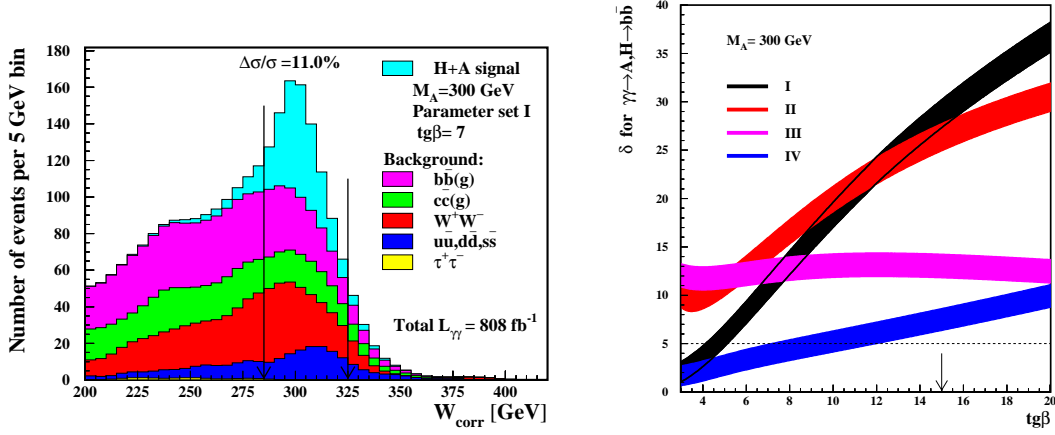 Number of events per 5 GeV bin
180
160
140
120
100
80
60
40
20
0
200 225 250 275 300 325 350 375 400
W_corr [GeV]
Δσ/σ =11.0%
H+A signal
M_A=300 GeV
Parameter set I
tgβ= 7
Background:
bb̄(g)
cc̄(g)
W⁺W⁻
uū,dd̄,ss̄
τ⁺τ⁻
Total L_γγ = 808 fb⁻¹
δ for γγ→A,H→bb̄
40
35
30
25
20
15
10
5
0
4 6 8 10 12 14 16 18 20
tgβ
M_A= 300 GeV
I
II
III
IV